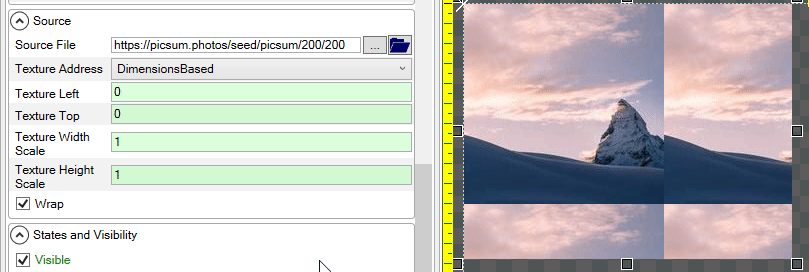 Source
Source File https://picsum.photos/seed/picsum/200/200 ...
Texture Address DimensionsBased
Texture Left 0
Texture Top 0
Texture Width
Scale 1
Texture Height
Scale 1
Wrap
States and Visibility
Visible